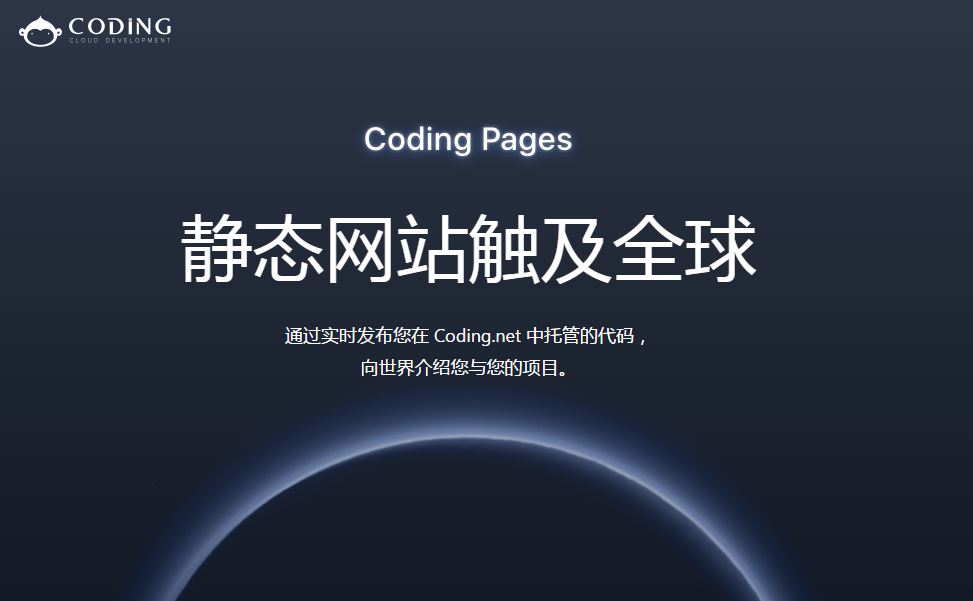 CODING
CLOUD DEVELOPMENT
Coding Pages
静态网站触及全球
通过实时发布您在 Coding.net 中托管的代码，
向世界介绍您与您的项目。